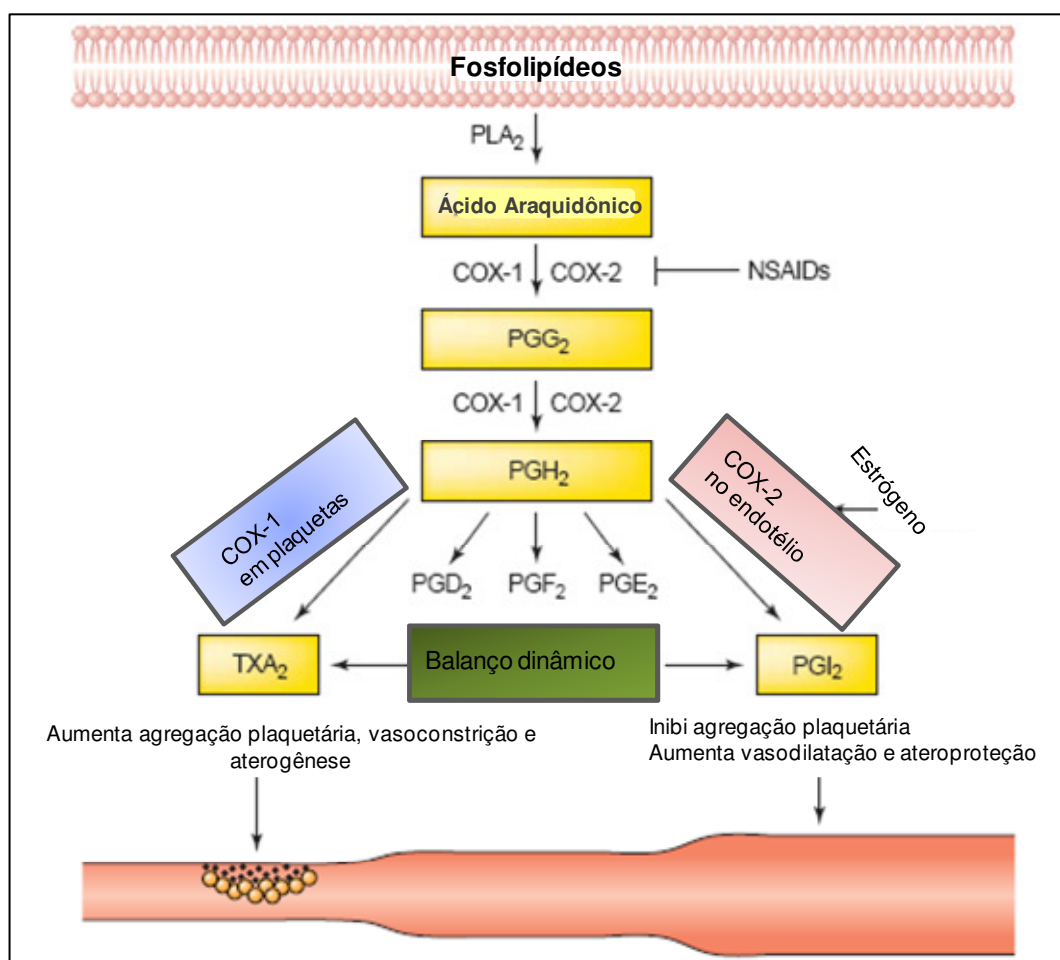 Fosfolipídeos
PLA₂
Ácido Araquidônico
COX-1 COX-2
NSAIDs
PGG₂
COX-1 COX-2
PGH₂
COX-1
em plaquetas
COX-2
no endotélio
Estrógeno
PGD₂ PGF₂ PGE₂
TXA₂
Balanço dinâmico
PGI₂
Aumenta agregação plaquetária, vasoconstrição e
aterogênese
Inibi agregação plaquetária
Aumenta vasodilatação e ateroproteção